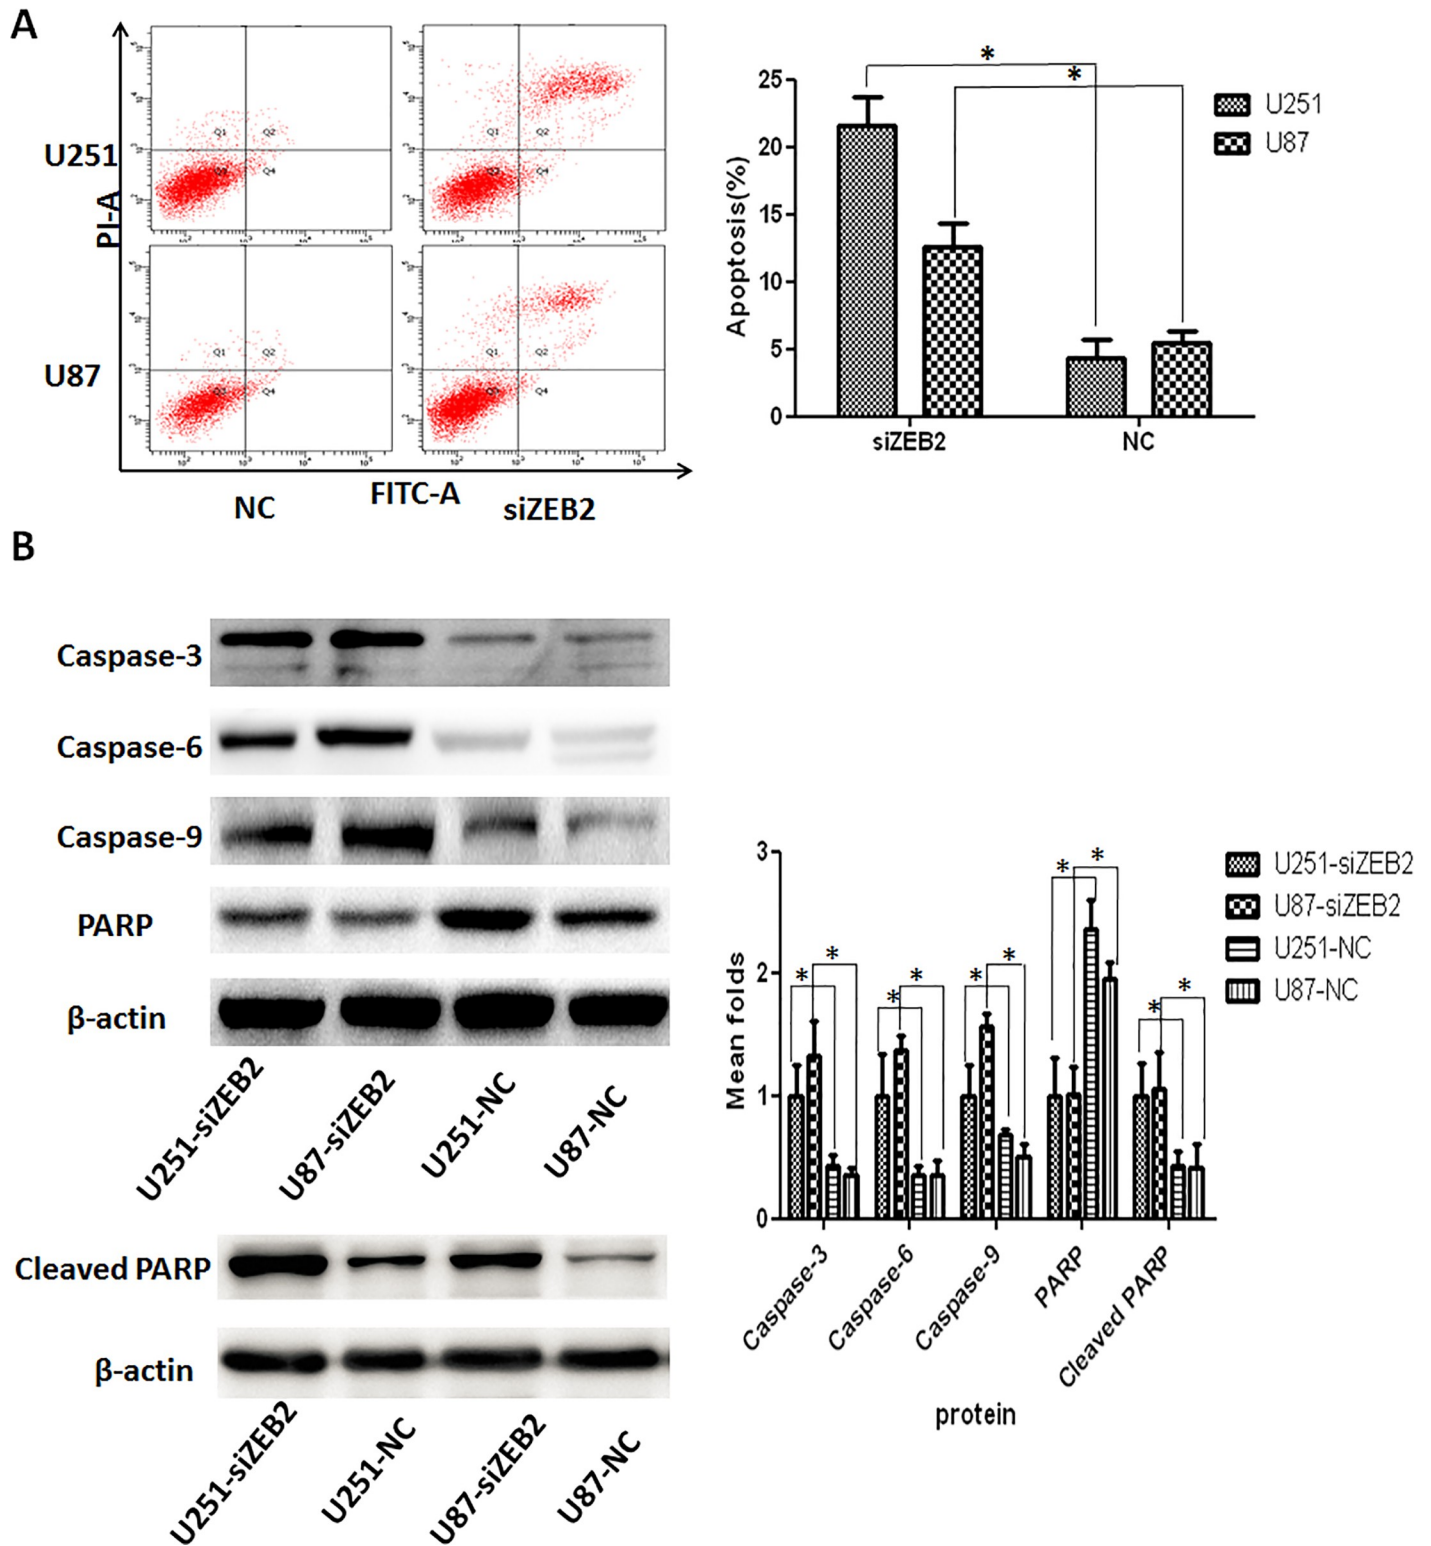 A
U251
PI-A
U87
Q1
Q2
Q4
Q1
Q2
Q4
Q1
Q2
Q4
Q1
Q2
Q4
NC
FITC-A
siZEB2
*
*
25
20
15
10
5
0
Apoptosis(%)
siZEB2
NC
U251
U87
B
Caspase-3
Caspase-6
Caspase-9
PARP
β-actin
U251-siZEB2
U87-siZEB2
U251-NC
U87-NC
Cleaved PARP
β-actin
U251-siZEB2
U251-NC
U87-siZEB2
U87-NC
3
2
1
0
Mean folds
* *
* *
* *
* *
* *
Caspase-3
Caspase-6
Caspase-9
PARP
Cleaved PARP
protein
U251-siZEB2
U87-siZEB2
U251-NC
U87-NC